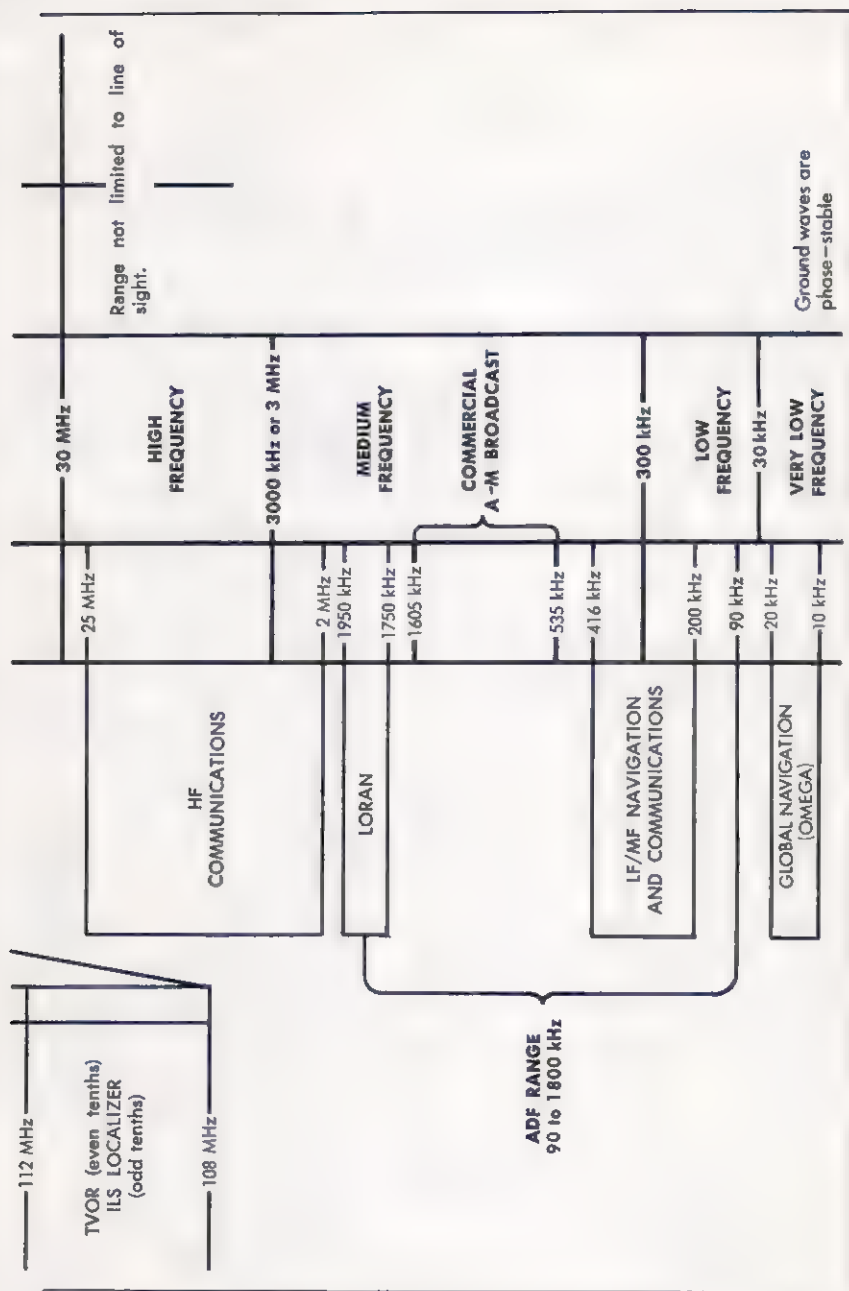 112 MHz
TVOR (even tenths)
ILS LOCALIZER
(odd tenths)
108 MHz
ADF RANGE
90 to 1800 kHz
HF
COMMUNICATIONS
LORAN
LF/MF NAVIGATION
AND COMMUNICATIONS
GLOBAL NAVIGATION
(OMEGA)
25 MHz
2 MHz
1950 kHz
1750 kHz
1605 kHz
535 kHz
416 kHz
200 kHz
90 kHz
20 kHz
10 kHz
30 MHz
HIGH
FREQUENCY
3000 kHz or 3 MHz
MEDIUM
FREQUENCY
COMMERCIAL
A-M BROADCAST
300 kHz
LOW
FREQUENCY
30 kHz
VERY LOW
FREQUENCY
Range not limited to line of
sight.
Ground waves are
phase-stable